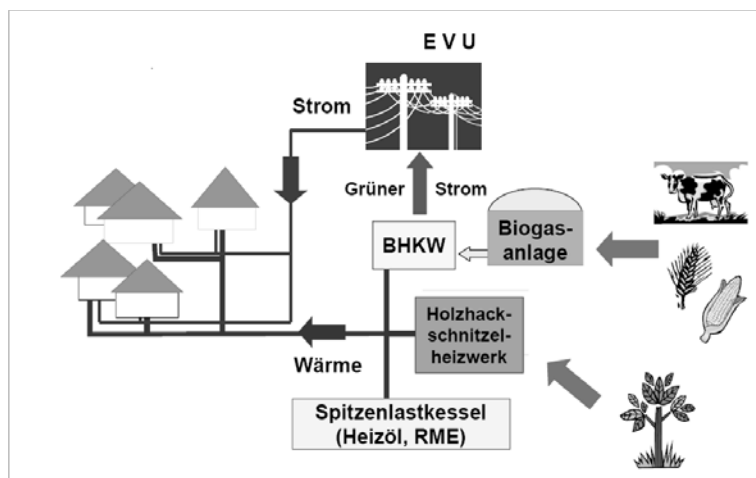 E V U
Strom
Grüner Strom
Biogas-
anlage
BHKW
Holzhack-
schnitzel-
heizwerk
Wärme
Spitzenlastkessel
(Heizöl, RME)